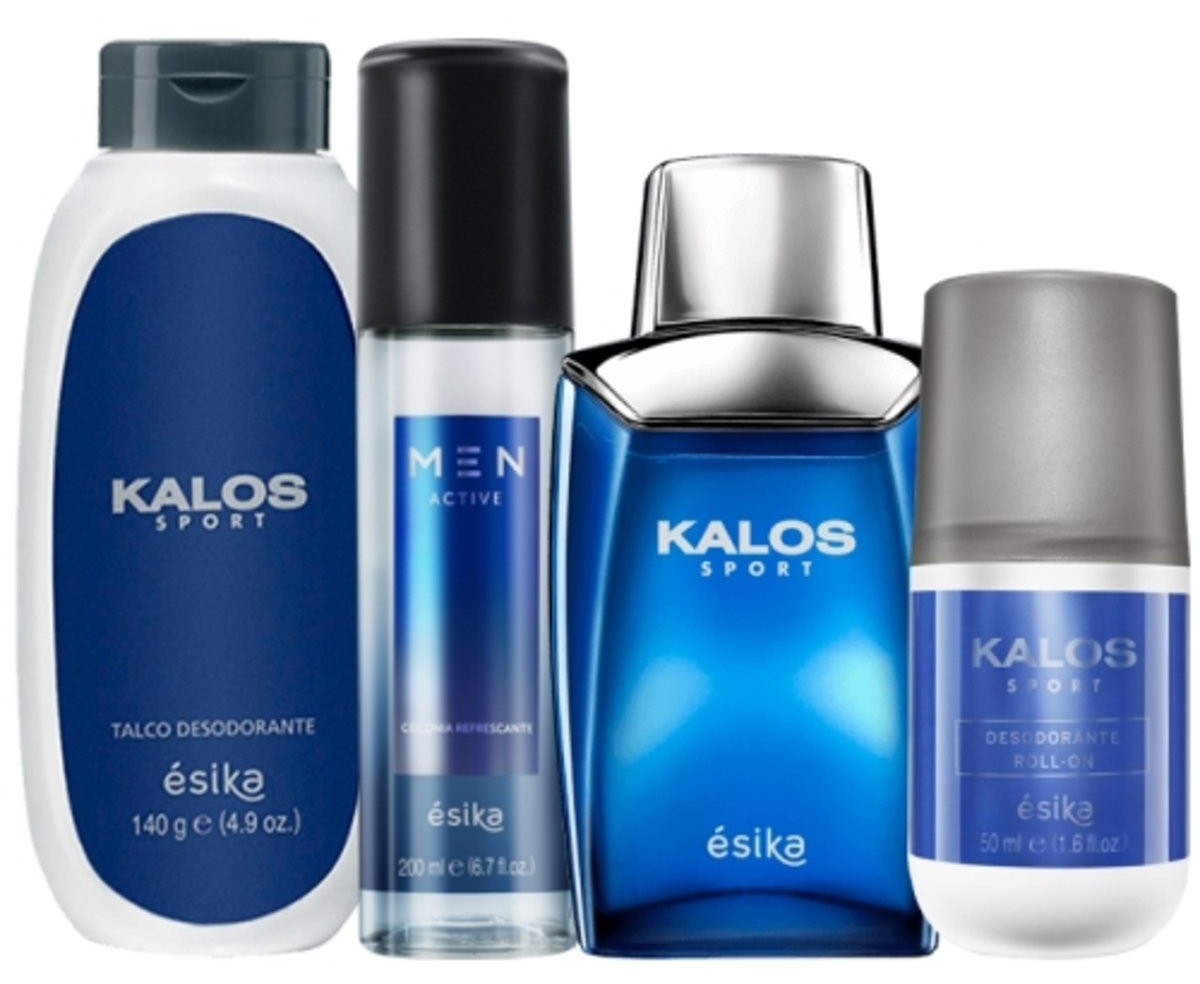 KALOS
SPORT
TALCO DESODORANTE
ésika
140 g e (4.9 oz.)
MEN
ACTIVE
COLONIA REFRESCANTE
ésika
200 ml e (6.7 fl.oz.)
KALOS
SPORT
ésika
KALOS
SPORT
DESODORANTE
ROLL-ON
ésika
50 ml e (1.6 fl.oz.)